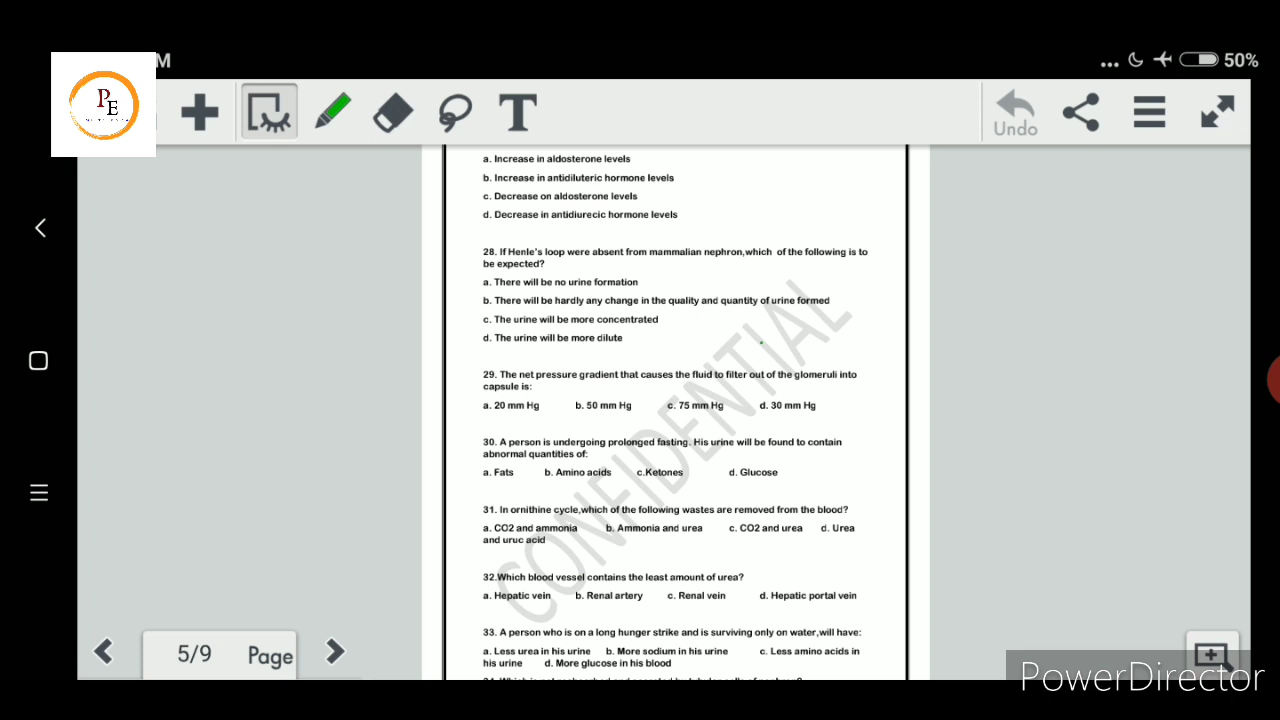 M
... 50%
PE
T
Undo
a. Increase in aldosterone levels
b. Increase in antidiluteric hormone levels
c. Decrease on aldosterone levels
d. Decrease in antidiurecic hormone levels
28. If Henle's loop were absent from mammalian nephron,which of the following is to
be expected?
a. There will be no urine formation
b. There will be hardly any change in the quality and quantity of urine formed
c. The urine will be more concentrated
d. The urine will be more dilute
29. The net pressure gradient that causes the fluid to filter out of the glomeruli into
capsule is:
a. 20 mm Hg b. 50 mm Hg c. 75 mm Hg d. 30 mm Hg
30. A person is undergoing prolonged fasting. His urine will be found to contain
abnormal quantities of:
a. Fats b. Amino acids c.Ketones d. Glucose
31. In ornithine cycle,which of the following wastes are removed from the blood?
a. CO2 and ammonia b. Ammonia and urea c. CO2 and urea d. Urea
and uruc acid
32.Which blood vessel contains the least amount of urea?
a. Hepatic vein b. Renal artery c. Renal vein d. Hepatic portal vein
33. A person who is on a long hunger strike and is surviving only on water,will have:
a. Less urea in his urine b. More sodium in his urine c. Less amino acids in
his urine d. More glucose in his blood
CONFIDENTIAL
5/9 Page
PowerDirector